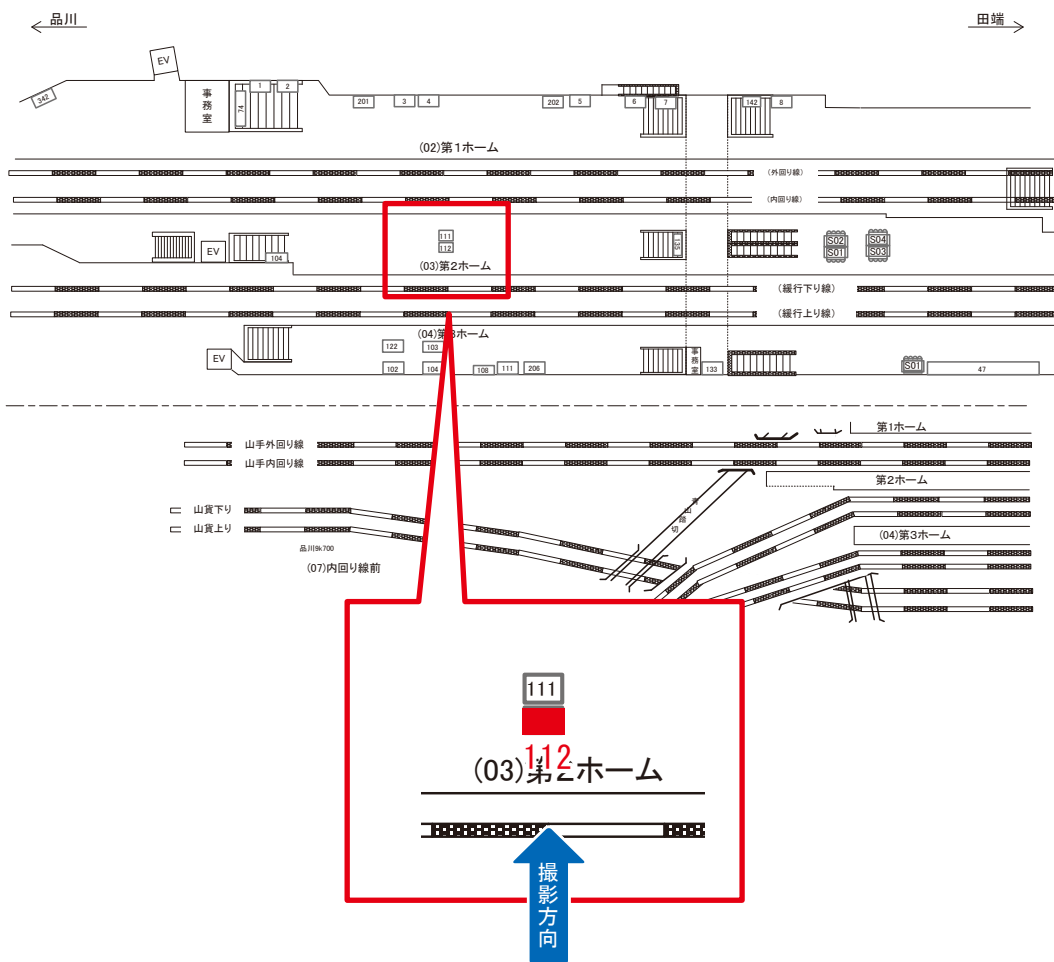 品川
田端
EV
342
事務室
74
1
2
201
3
4
202
5
6
7
142
8
(02)第1ホーム
(外回り線)
(内回り線)
EV
104
111
112
(03)第2ホーム
135
S02
S01
S04
S03
(緩行下り線)
(緩行上り線)
(04)第3ホーム
EV
122
103
102
104
108
111
206
事務室
133
S01
47
山手外回り線
山手内回り線
第1ホーム
第2ホーム
山貨下り
山貨上り
青山踏切
(04)第3ホーム
品川9k700
(07)内回り線前
111
112
(03)第2ホーム
撮影方向